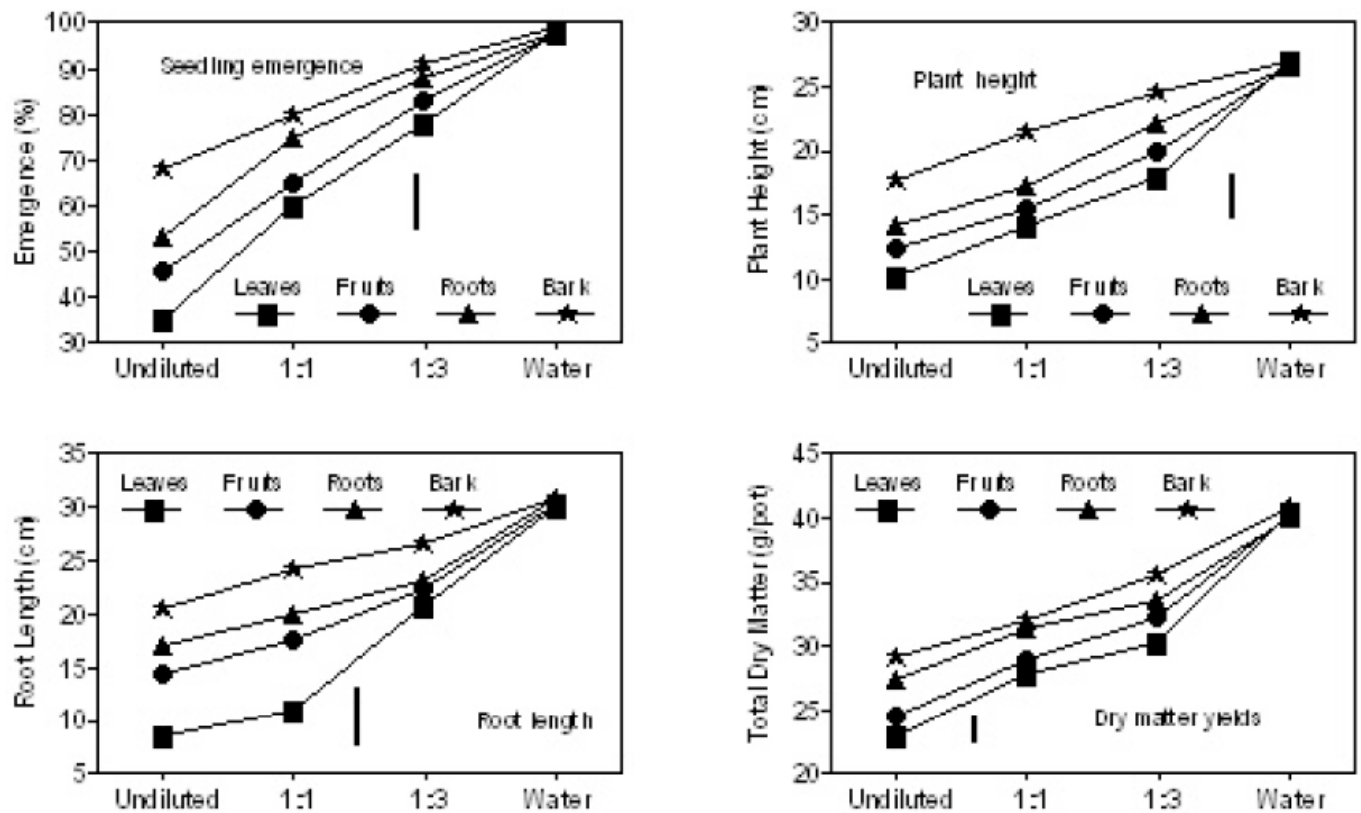 Seedling emergence
Emergence (%)
100
90
80
70
60
50
40
30
Leaves Fruits Roots Bark
Undiluted 1:1 1:3 Water
Plant height
Plant Height (cm)
30
25
20
15
10
5
Leaves Fruits Roots Bark
Undiluted 1:1 1:3 Water
Root Length (cm)
35
30
25
20
15
10
5
Leaves Fruits Roots Bark
Root length
Undiluted 1:1 1:3 Water
Total Dry Matter (g/pot)
45
40
35
30
25
20
Leaves Fruits Roots Bark
Dry matter yields
Undiluted 1:1 1:3 Water